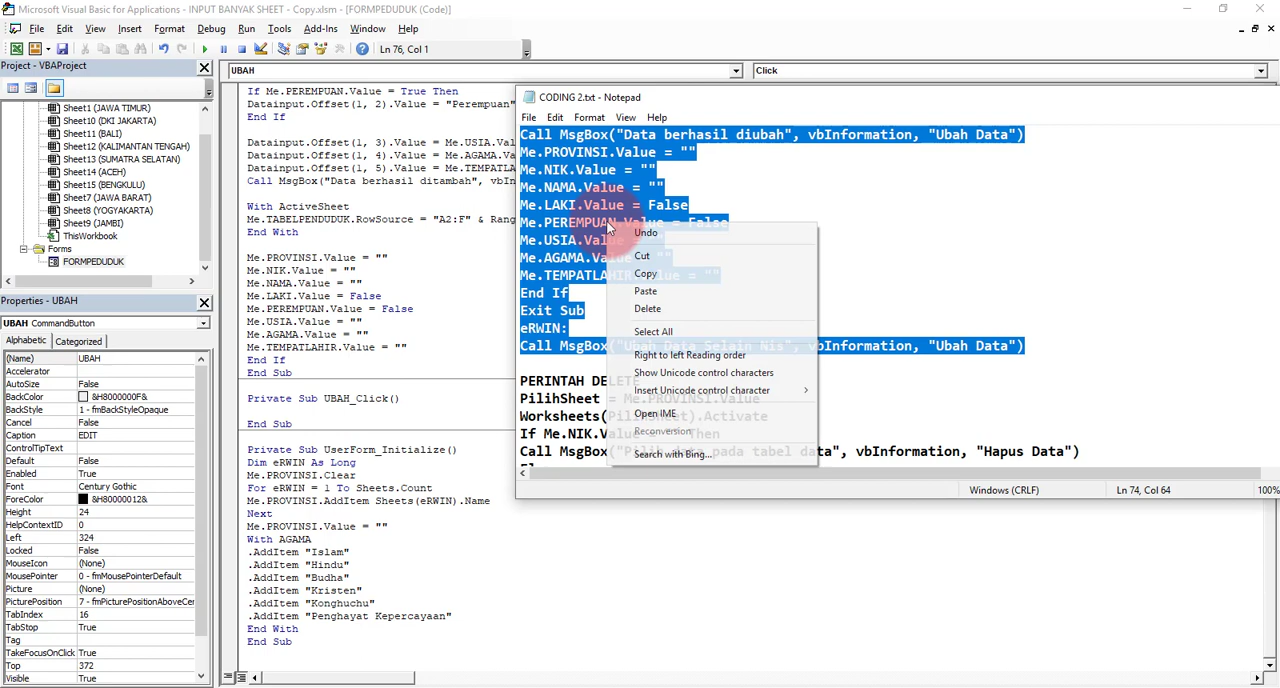 Microsoft Visual Basic for Applications - INPUT BANYAK SHEET - Copy.xlsm - [FORMPEDUDUK (Code)]
File Edit View Insert Format Debug Run Tools Add-Ins Window Help
Ln 76, Col 1
Project - VBAProject
Sheet1 (JAWA TIMUR)
Sheet10 (DKI JAKARTA)
Sheet11 (BALI)
Sheet12 (KALIMANTAN TENGAH)
Sheet13 (SUMATRA SELATAN)
Sheet14 (ACEH)
Sheet15 (BENGKULU)
Sheet7 (JAWA BARAT)
Sheet8 (YOGYAKARTA)
Sheet9 (JAMBI)
ThisWorkbook
Forms
FORMPEDUDUK
Properties - UBAH
UBAH CommandButton
Alphabetic Categorized
(Name) UBAH
Accelerator
AutoSize False
BackColor &H8000000F&
BackStyle 1 - fmBackStyleOpaque
Cancel False
Caption EDIT
ControlTipText
Default False
Enabled True
Font Century Gothic
ForeColor &H80000012&
Height 24
HelpContextID 0
Left 324
Locked False
MouseIcon (None)
MousePointer 0 - fmMousePointerDefault
Picture (None)
PicturePosition 7 - fmPicturePositionAboveCer
TabIndex 16
TabStop True
Tag
TakeFocusOnClick True
Top 372
Visible True
UBAH Click
If Me.PEREMPUAN.Value = True Then
Datainput.Offset(1, 2).Value = "Perempuan"
End If
Datainput.Offset(1, 3).Value = Me.USIA.Val
Datainput.Offset(1, 4).Value = Me.AGAMA.Va
Datainput.Offset(1, 5).Value = Me.TEMPATLA
Call MsgBox("Data berhasil ditambah", vbIn
With ActiveSheet
Me.TABELPENDUDUK.RowSource = "A2:F" & Rang
End With
Me.PROVINSI.Value = ""
Me.NIK.Value = ""
Me.NAMA.Value = ""
Me.LAKI.Value = False
Me.PEREMPUAN.Value = False
Me.USIA.Value = ""
Me.AGAMA.Value = ""
Me.TEMPATLAHIR.Value = ""
End If
End Sub
Private Sub UBAH_Click()
End Sub
Private Sub UserForm_Initialize()
Dim eRWIN As Long
Me.PROVINSI.Clear
For eRWIN = 1 To Sheets.Count
Me.PROVINSI.AddItem Sheets(eRWIN).Name
Next
Me.PROVINSI.Value = ""
With AGAMA
.AddItem "Islam"
.AddItem "Hindu"
.AddItem "Budha"
.AddItem "Kristen"
.AddItem "Konghuchu"
.AddItem "Penghayat Kepercayaan"
End With
End Sub
CODING 2.txt - Notepad
File Edit Format View Help
Call MsgBox("Data berhasil diubah", vbInformation, "Ubah Data")
Me.PROVINSI.Value = ""
Me.NIK.Value = ""
Me.NAMA.Value = ""
Me.LAKI.Value = False
Me.PEREMPUAN.Value = False
Me.USIA.Value
Me.AGAMA.Value
Me.TEMPATLAHIR.Value = ""
End If
Exit Sub
eRWIN:
Call MsgBox("Ubah Data Selain Nis", vbInformation, "Ubah Data")
PERINTAH DELETE
PilihSheet = Me.PROVINSI.Value
Worksheets(PilihSheet).Activate
If Me.NIK.V Then
Call MsgBox("Pilih data pada tabel data", vbInformation, "Hapus Data")
Undo
Cut
Copy
Paste
Delete
Select All
Right to left Reading order
Show Unicode control characters
Insert Unicode control character
Open IME
Reconversion
Search with Bing...
Windows (CRLF) Ln 74, Col 64 100%